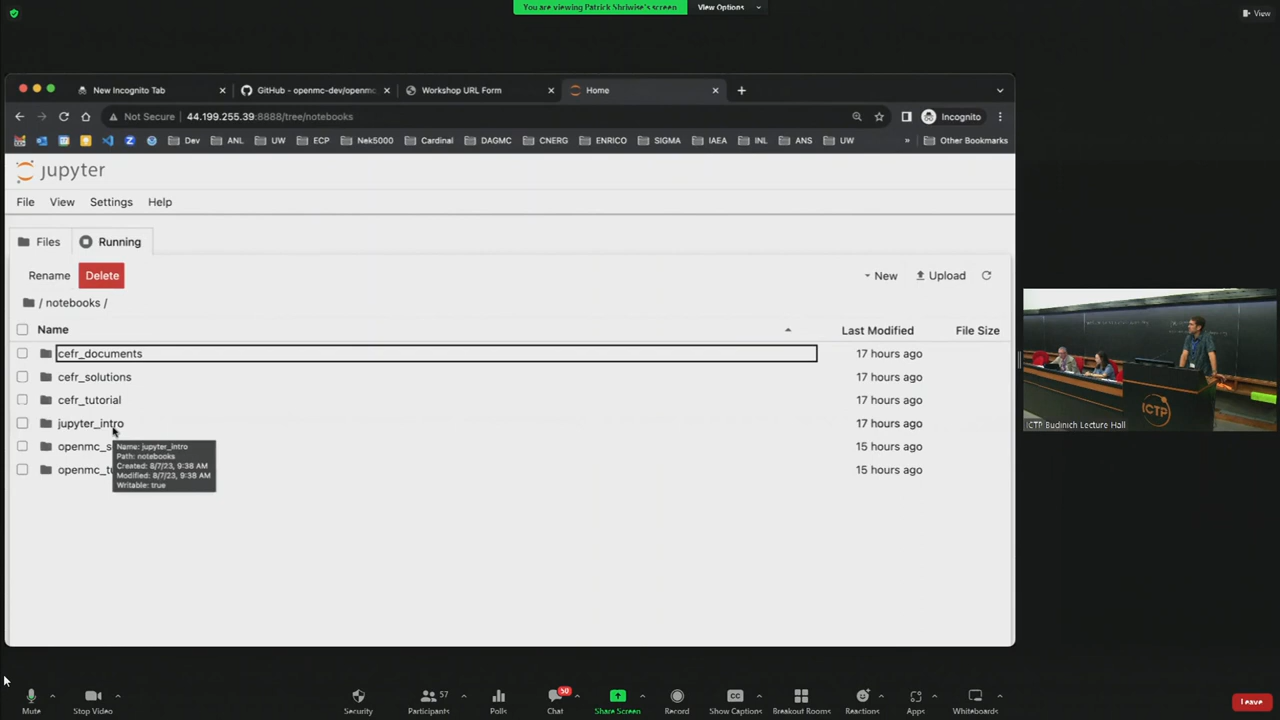 You are viewing Patrick Shriwise's screen
View Options
View
New Incognito Tab
GitHub - openmc-dev/openmc
Workshop URL Form
Home
Not Secure
44.199.255.39:8888/tree/notebooks
Incognito
Dev
ANL
UW
ECP
Nek5000
Cardinal
DAGMC
CNERG
ENRICO
SIGMA
IAEA
INL
ANS
UW
»
Other Bookmarks
jupyter
File
View
Settings
Help
Files
Running
Rename
Delete
New
Upload
/ notebooks /
Name
Last Modified
File Size
cefr_documents
17 hours ago
cefr_solutions
17 hours ago
cefr_tutorial
17 hours ago
jupyter_intro
17 hours ago
openmc_s
15 hours ago
openmc_tu
15 hours ago
Name: jupyter_intro
Path: notebooks
Created: 8/7/23, 9:38 AM
Modified: 8/7/23, 9:38 AM
Writable: true
ICTP
ICTP Budinich Lecture Hall
Mute
Stop Video
Security
57
Participants
Polls
50
Chat
Share Screen
Record
CC
Show Captions
Breakout Rooms
Reactions
Apps
Whiteboards
Leave